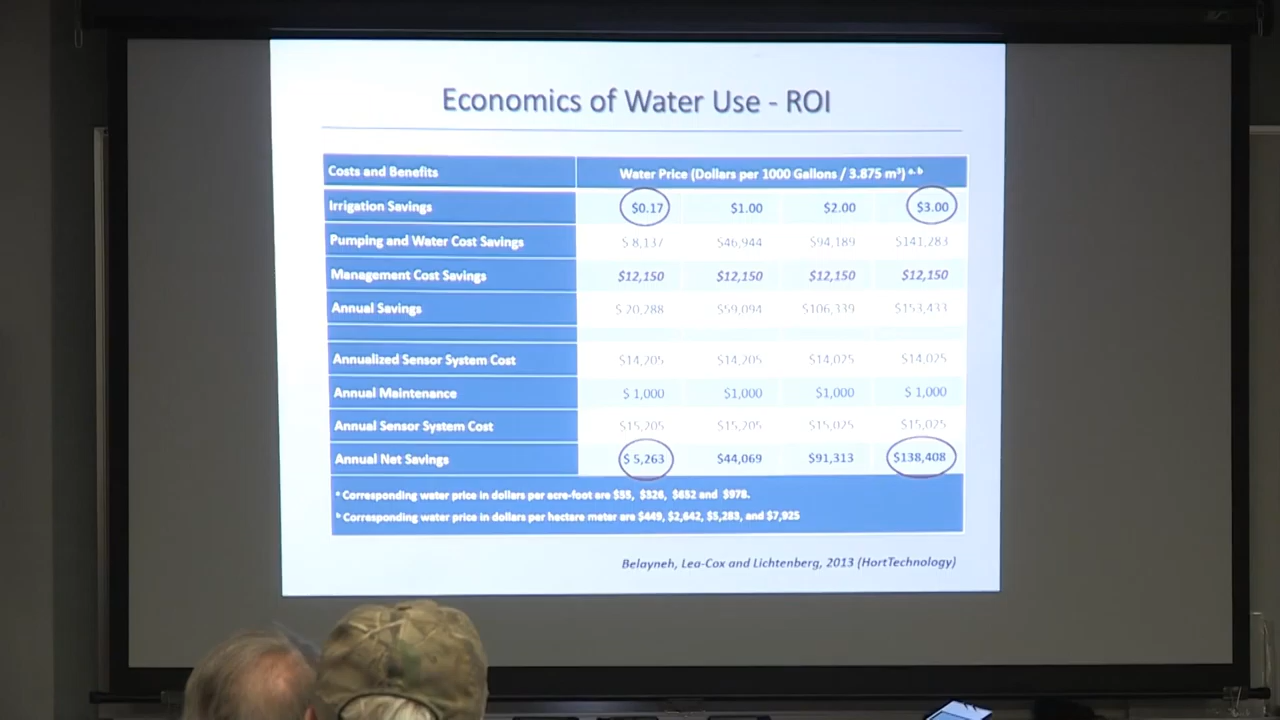 Economics of Water Use - ROI
Costs and Benefits Water Price (Dollars per 1000 Gallons / 3.875 m³) a, b
Irrigation Savings $0.17 $1.00 $2.00 $3.00
Pumping and Water Cost Savings $ 8,137 $46,944 $94,189 $141,283
Management Cost Savings $12,150 $12,150 $12,150 $12,150
Annual Savings $ 20,288 $59,094 $106,339 $153,433
Annualized Sensor System Cost $14,205 $14,205 $14,025 $14,025
Annual Maintenance $ 1,000 $1,000 $1,000 $ 1,000
Annual Sensor System Cost $15,205 $15,205 $15,025 $15,025
Annual Net Savings $ 5,263 $44,069 $91,313 $138,408
a Corresponding water price in dollars per acre-foot are $55, $326, $652 and $978.
b Corresponding water price in dollars per hectare meter are $449, $2,642, $5,283, and $7,925
Belayneh, Lea-Cox and Lichtenberg, 2013 (HortTechnology)